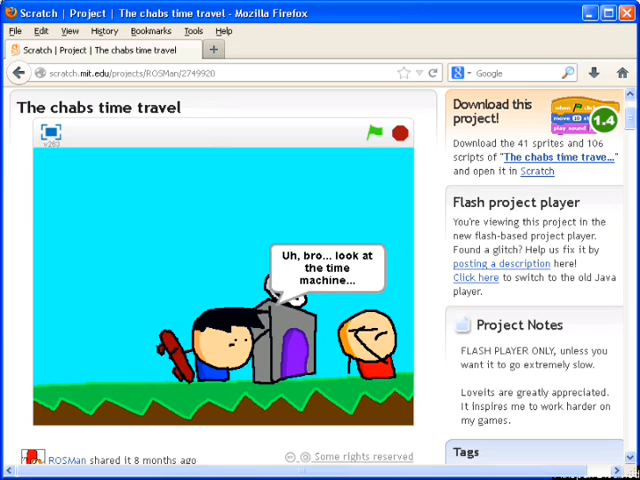 Scratch | Project | The chabs time travel - Mozilla Firefox
File Edit View History Bookmarks Tools Help
Scratch | Project | The chabs time travel
scratch.mit.edu/projects/ROSMan/2749920
Google
The chabs time travel
v263
Uh, bro... look at
the time
machine...
ROSMan shared it 8 months ago
Some rights reserved
Download this
project!
1.4
Download the 41 sprites and 106
scripts of "The chabs time trave..."
and open it in Scratch
Flash project player
You're viewing this project in the
new flash-based project player.
Found a glitch? Help us fix it by
posting a description here!
Click here to switch to the old Java
player.
Project Notes
FLASH PLAYER ONLY, unless you
want it to go extremely slow.
Loveits are greatly appreciated.
It inspires me to work harder on
my games.
Tags